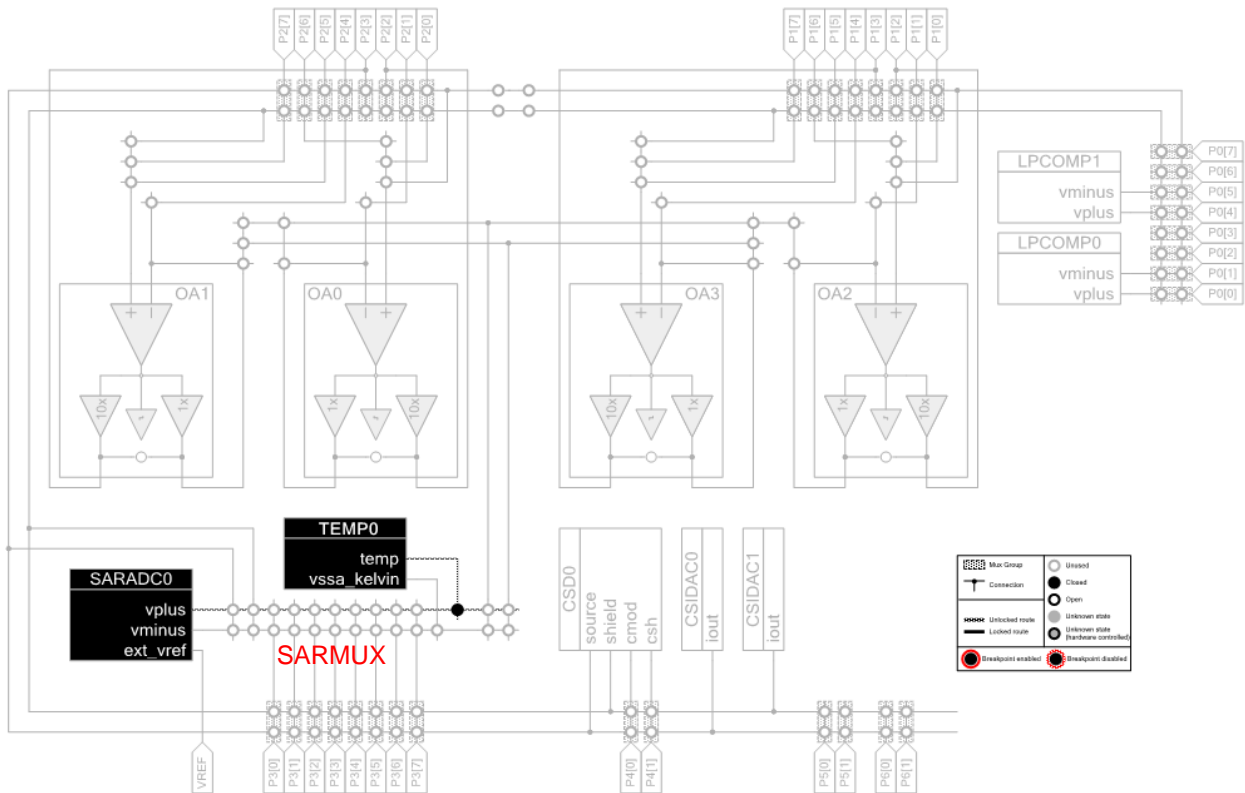 P2[7] P2[6] P2[5] P2[4] P2[3] P2[2] P2[1] P2[0]
P1[7] P1[6] P1[5] P1[4] P1[3] P1[2] P1[1] P1[0]
LPCOMP1
vminus
vplus
LPCOMP0
vminus
vplus
P0[7]
P0[6]
P0[5]
P0[4]
P0[3]
P0[2]
P0[1]
P0[0]
OA1
+ −
10x
1x
OA0
− +
1x
10x
OA3
+ −
10x
1x
OA2
− +
1x
10x
TEMP0
temp
vssa_kelvin
SARADC0
vplus
vminus
ext_vref
SARMUX
CSD0
source
shield
cmod
csh
CSIDAC0
iout
CSIDAC1
iout
Mux Group
Connection
Unlocked route
Locked route
Unused
Closed
Open
Unknown state
Unknown state
(hardware controlled)
Breakpoint enabled
Breakpoint disabled
VREF
P3[0] P3[1] P3[2] P3[3] P3[4] P3[5] P3[6] P3[7]
P4[0] P4[1]
P5[0] P5[1]
P6[0] P6[1]